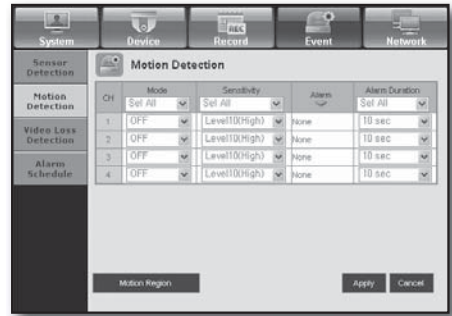 System Device Record Event Network
REC
Sensor Detection
Motion Detection
Video Loss Detection
Alarm Schedule
Motion Detection
CH Mode Sensitivity Alarm Alarm Duration
Sel All Sel All Sel All
1 OFF Level10(High) None 10 sec
2 OFF Level10(High) None 10 sec
3 OFF Level10(High) None 10 sec
4 OFF Level10(High) None 10 sec
Motion Region Apply Cancel